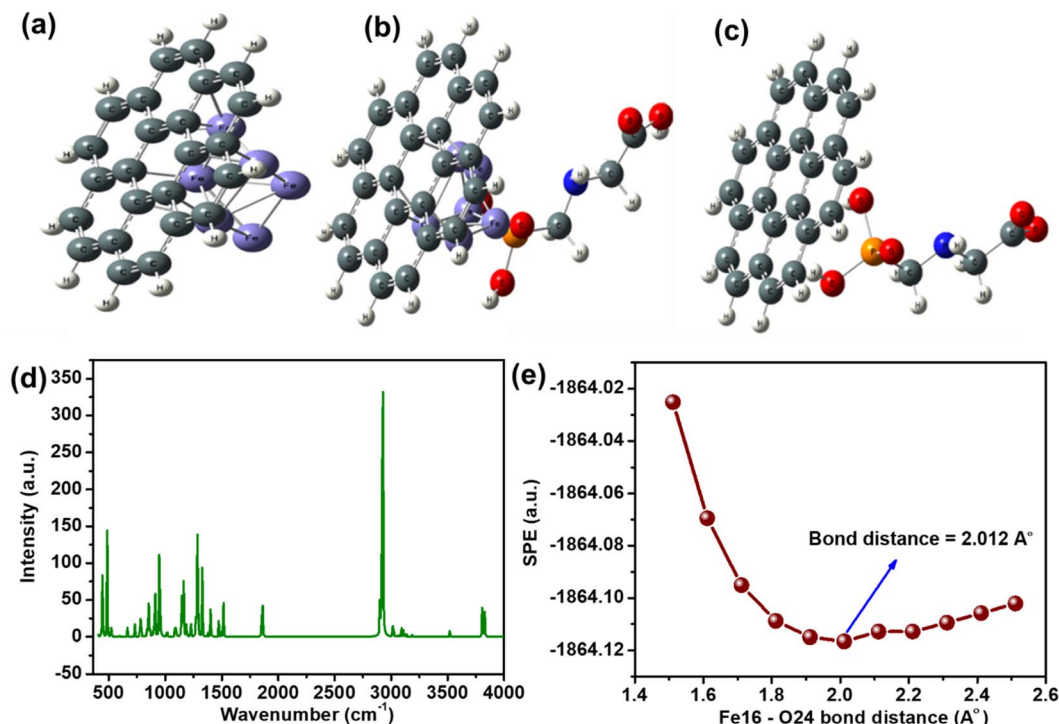 (a)
(b)
(c)
(d)
350
300
250
200
150
100
50
0
-50
Intensity (a.u.)
500 1000 1500 2000 2500 3000 3500 4000
Wavenumber (cm⁻¹)
(e)
-1864.02
-1864.04
-1864.06
-1864.08
-1864.10
-1864.12
SPE (a.u.)
Bond distance = 2.012 A°
1.4 1.6 1.8 2.0 2.2 2.4 2.6
Fe16 - O24 bond distance (A°)